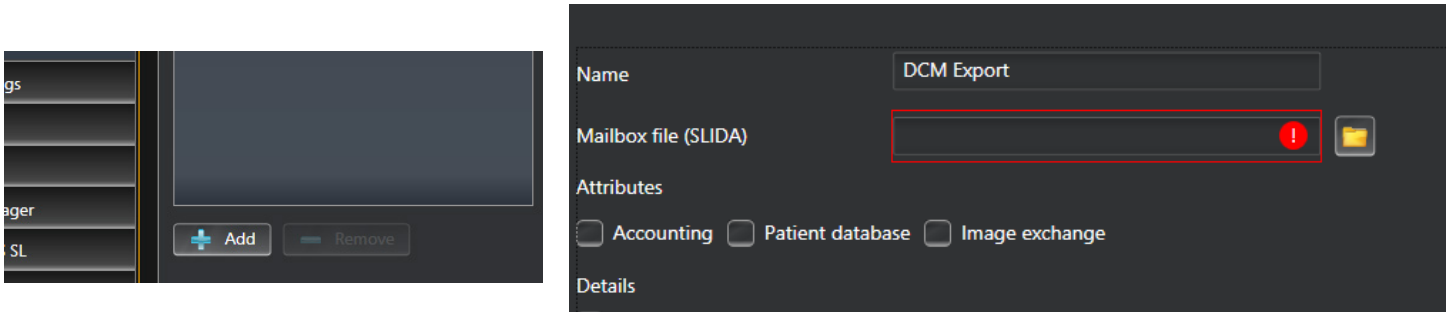 gs
ager
SL
Add
Remove
Name
DCM Export
Mailbox file (SLIDA)
!
Attributes
Accounting
Patient database
Image exchange
Details